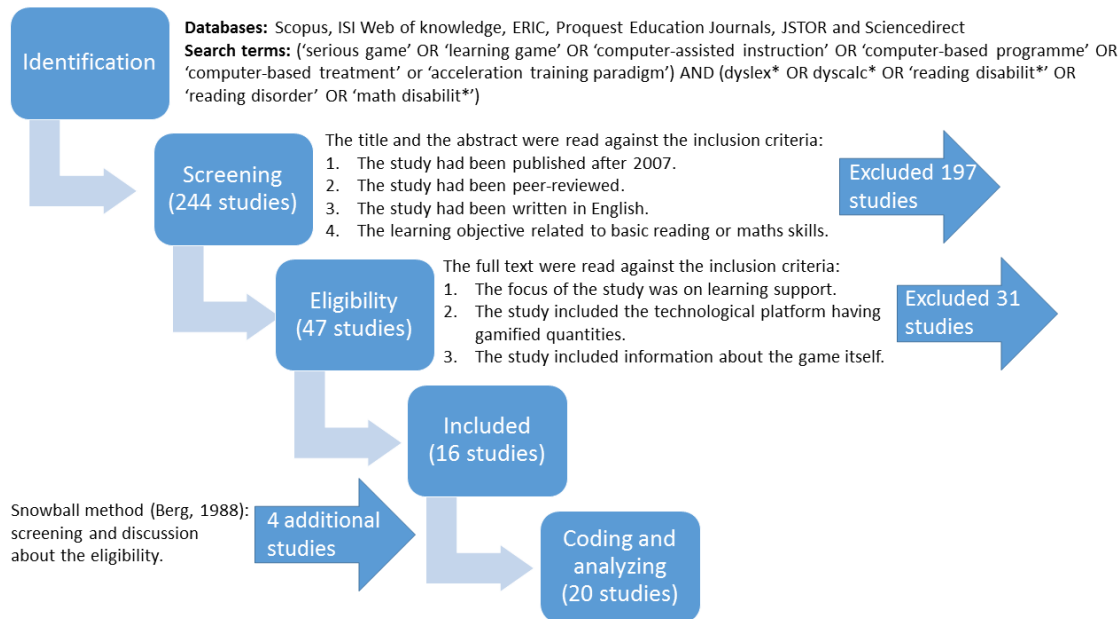 Identification
Databases: Scopus, ISI Web of knowledge, ERIC, Proquest Education Journals, JSTOR and Sciencedirect
Search terms: (‘serious game’ OR ‘learning game’ OR ‘computer-assisted instruction’ OR ‘computer-based programme’ OR
‘computer-based treatment’ or ‘acceleration training paradigm’) AND (dyslex* OR dyscalc* OR ‘reading disabilit*’ OR
‘reading disorder’ OR ‘math disabilit*’)
Screening
(244 studies)
The title and the abstract were read against the inclusion criteria:
1. The study had been published after 2007.
2. The study had been peer-reviewed.
3. The study had been written in English.
4. The learning objective related to basic reading or maths skills.
Excluded 197
studies
Eligibility
(47 studies)
The full text were read against the inclusion criteria:
1. The focus of the study was on learning support.
2. The study included the technological platform having
gamified quantities.
3. The study included information about the game itself.
Excluded 31
studies
Included
(16 studies)
Snowball method (Berg, 1988):
screening and discussion
about the eligibility.
4 additional
studies
Coding and
analyzing
(20 studies)